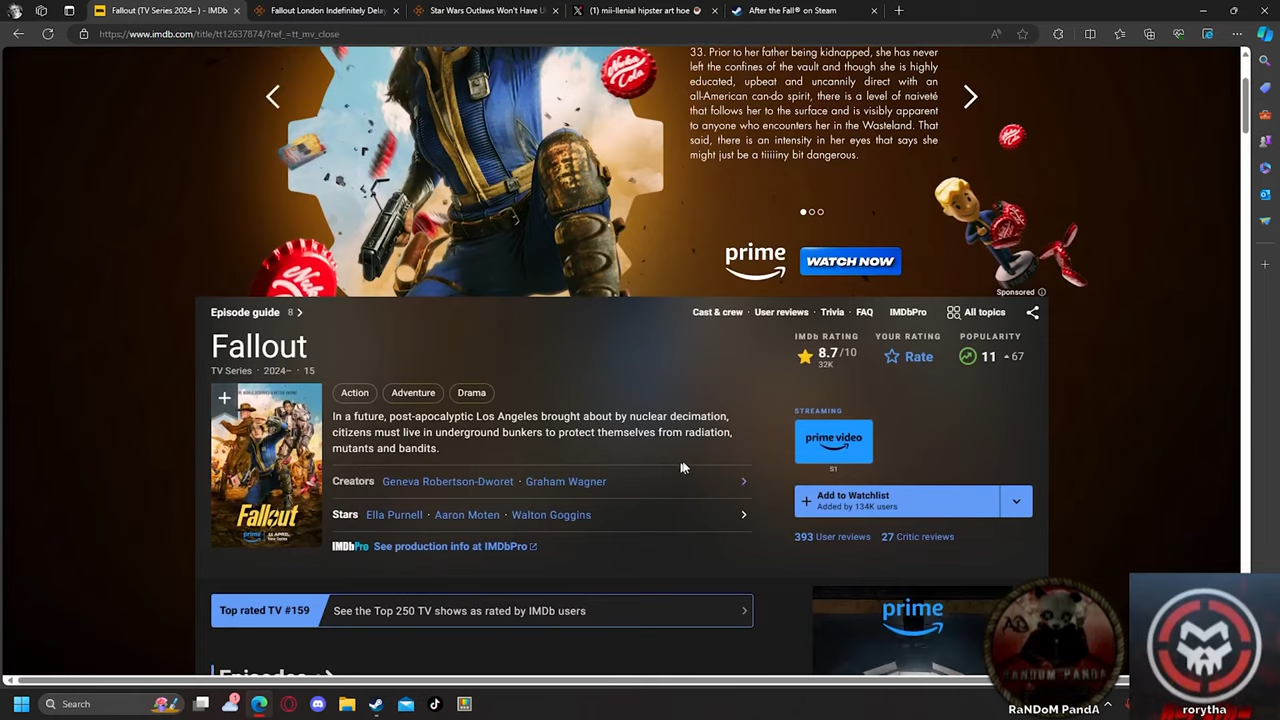 Fallout (TV Series 2024– ) - IMDb
Fallout London Indefinitely Delay
Star Wars Outlaws Won't Have U
(1) mii-llenial hipster art hoe
After the Fall® on Steam
https://www.imdb.com/title/tt12637874/?ref_=tt_mv_close
Nuka
Cola
33. Prior to her father being kidnapped, she has never
left the confines of the vault and though she is highly
educated, upbeat and uncannily direct with an
all-American can-do spirit, there is a level of naiveté
that follows her to the surface and is visibly apparent
to anyone who encounters her in the Wasteland. That
said, there is an intensity in her eyes that says she
might just be a tiiiiny bit dangerous.
prime
WATCH NOW
Sponsored
Episode guide 8
Cast & crew · User reviews · Trivia · FAQ IMDbPro All topics
Fallout
TV Series · 2024– · 15
IMDb RATING
8.7/10
32K
YOUR RATING
Rate
POPULARITY
11 67
Action
Adventure
Drama
In a future, post-apocalyptic Los Angeles brought about by nuclear decimation,
citizens must live in underground bunkers to protect themselves from radiation,
mutants and bandits.
Creators Geneva Robertson-Dworet · Graham Wagner
Stars Ella Purnell · Aaron Moten · Walton Goggins
IMDbPro See production info at IMDbPro
Fallout
prime
STREAMING
prime video
S1
Add to Watchlist
Added by 134K users
393 User reviews 27 Critic reviews
Top rated TV #159 See the Top 250 TV shows as rated by IMDb users
prime
Episodes
RANDOM PANDA
RaNDoM PandA
rorytha
Search